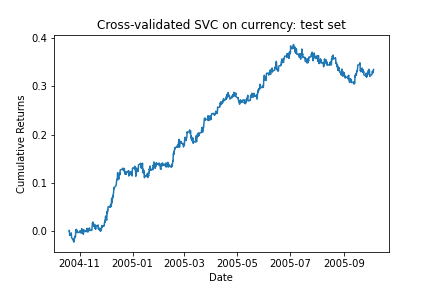 Cross-validated SVC on currency: test set
0.4
0.3
0.2
0.1
0.0
Cumulative Returns
2004-11 2005-01 2005-03 2005-05 2005-07 2005-09
Date